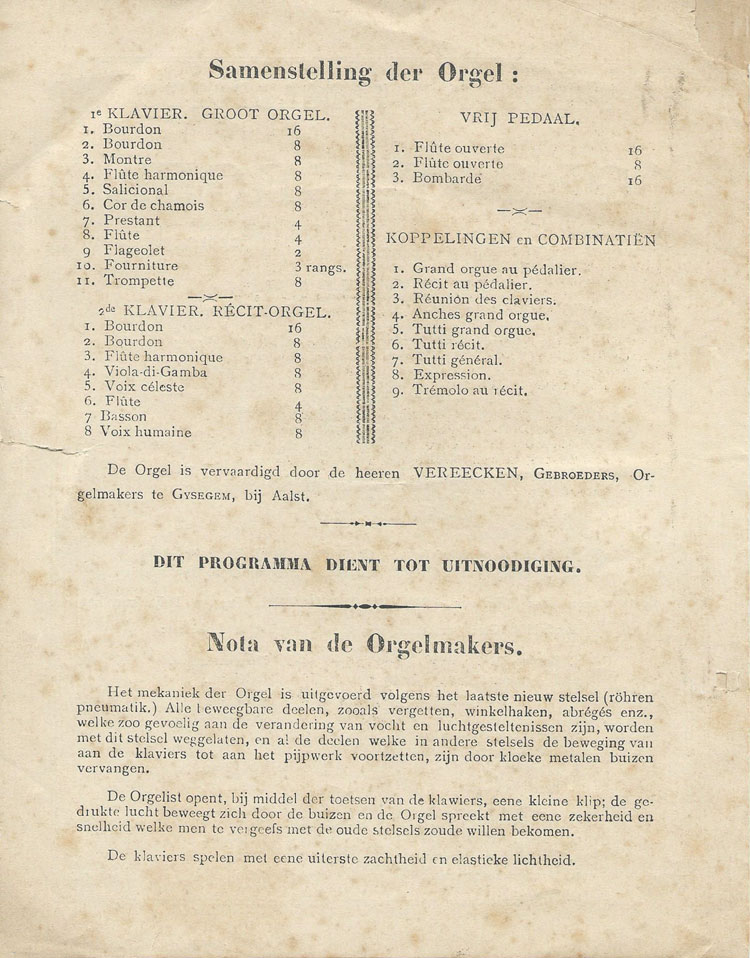 Samenstelling der Orgel :
1e KLAVIER. GROOT ORGEL.
1. Bourdon 16
2. Bourdon 8
3. Montre 8
4. Flûte harmonique 8
5. Salicional 8
6. Cor de chamois 8
7. Prestant 4
8. Flûte 4
9 Flageolet 2
10. Fourniture 3 rangs.
11. Trompette 8
2de KLAVIER. RÉCIT-ORGEL.
1. Bourdon 16
2. Bourdon 8
3. Flûte harmonique 8
4. Viola-di-Gamba 8
5. Voix céleste 8
6. Flûte 4
7 Basson 8
8 Voix humaine 8
VRIJ PEDAAL.
1. Flûte ouverte 16
2. Flûte ouverte 8
3. Bombarde 16
KOPPELINGEN en COMBINATIËN
1. Grand orgue au pédalier.
2. Récit au pédalier.
3. Réunion des claviers.
4. Anches grand orgue.
5. Tutti grand orgue.
6. Tutti récit.
7. Tutti général.
8. Expression.
9. Trémolo au récit.
De Orgel is vervaardigd door de heeren VEREECKEN, GEBROEDERS, Or-
gelmakers te GYSEGEM, bij Aalst.
DIT PROGRAMMA DIENT TOT UITNOODIGING.
Nota van de Orgelmakers.
Het mekaniek der Orgel is uitgevoerd volgens het laatste nieuw stelsel (röhren
pneumatik.) Alle beweegbare deelen, zooals vergetten, winkelhaken, abrégés enz.,
welke zoo gevoelig aan de verandering van vocht en luchtgesteltenissen zijn, worden
met dit stelsel weggelaten, en al de deelen welke in andere stelsels de beweging van
aan de klaviers tot aan het pijpwerk voortzetten, zijn door kloeke metalen buizen
vervangen.
De Orgelist opent, bij middel der toetsen van de klawiers, eene kleine klip; de ge-
drukte lucht beweegt zich door de buizen en de Orgel spreekt met eene zekerheid en
snelheid welke men te vergeefs met de oude stelsels zoude willen bekomen.
De klaviers spelen met eene uiterste zachtheid en elastieke lichtheid.